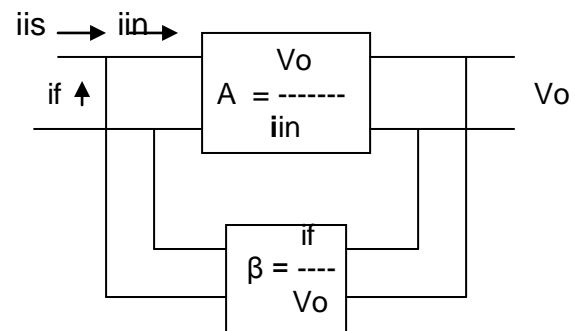 iis iin
Vo
if A = ------- Vo
iin
if
β = ----
Vo